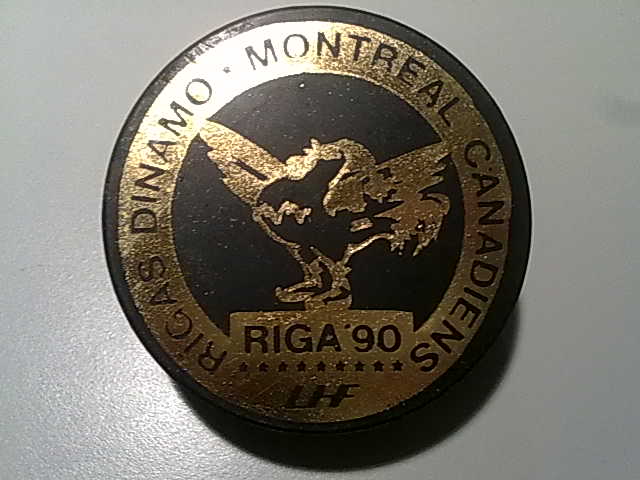 RIGAS DINAMO · MONTREAL CANADIENS
RIGA '90
LHF